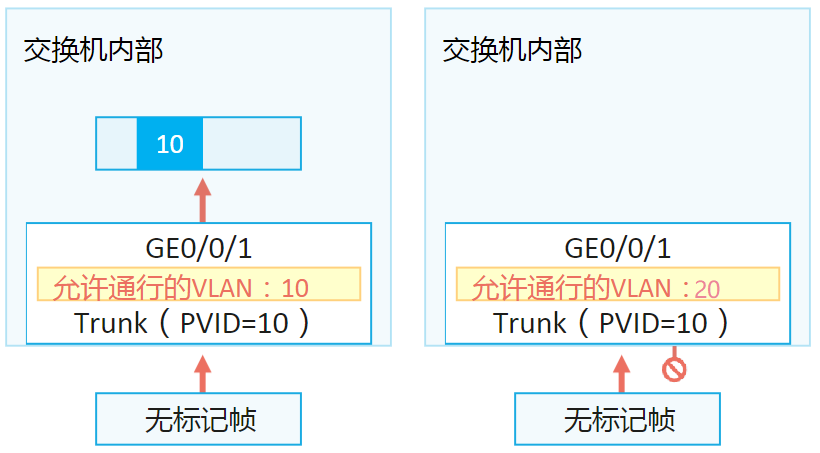 交换机内部
10
GE0/0/1
允许通行的VLAN：10
Trunk（PVID=10）
无标记帧
交换机内部
GE0/0/1
允许通行的VLAN：20
Trunk（PVID=10）
无标记帧